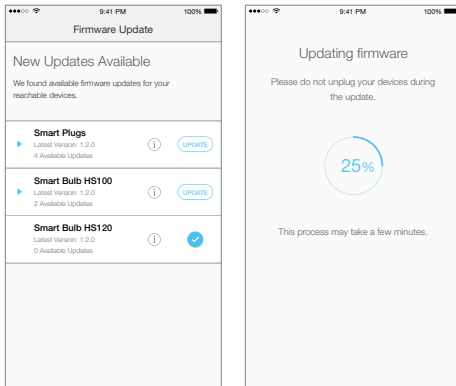 9:41 PM 100%
Firmware Update
New Updates Available
We found available firmware updates for your
reachable devices.
Smart Plugs
Latest Version: 1.2.0
4 Available Updates
i
UPDATE
Smart Bulb HS100
Latest Version: 1.2.0
2 Available Updates
i
UPDATE
Smart Bulb HS120
Latest Version: 1.2.0
0 Available Updates
i
9:41 PM 100%
Updating firmware
Please do not unplug your devices during
the update.
25%
This process may take a few minutes.